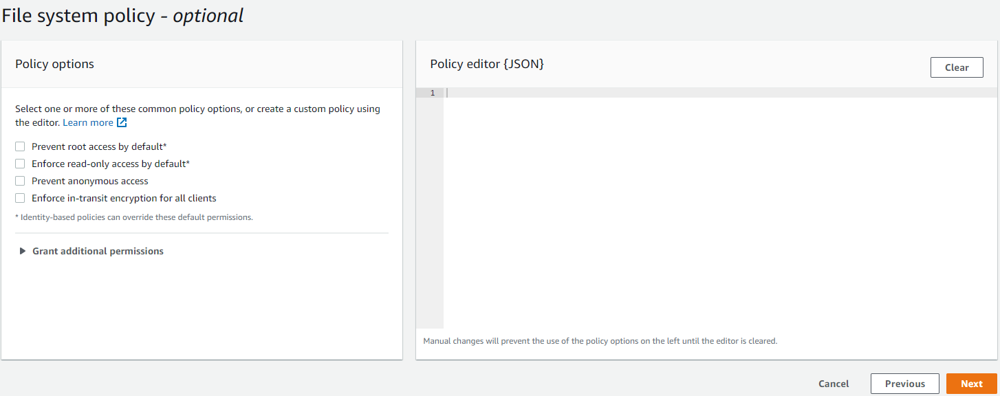 File system policy - optional
Policy options
Select one or more of these common policy options, or create a custom policy using
the editor. Learn more
Prevent root access by default*
Enforce read-only access by default*
Prevent anonymous access
Enforce in-transit encryption for all clients
* Identity-based policies can override these default permissions.
Grant additional permissions
Policy editor {JSON}
Clear
1
Manual changes will prevent the use of the policy options on the left until the editor is cleared.
Cancel
Previous
Next